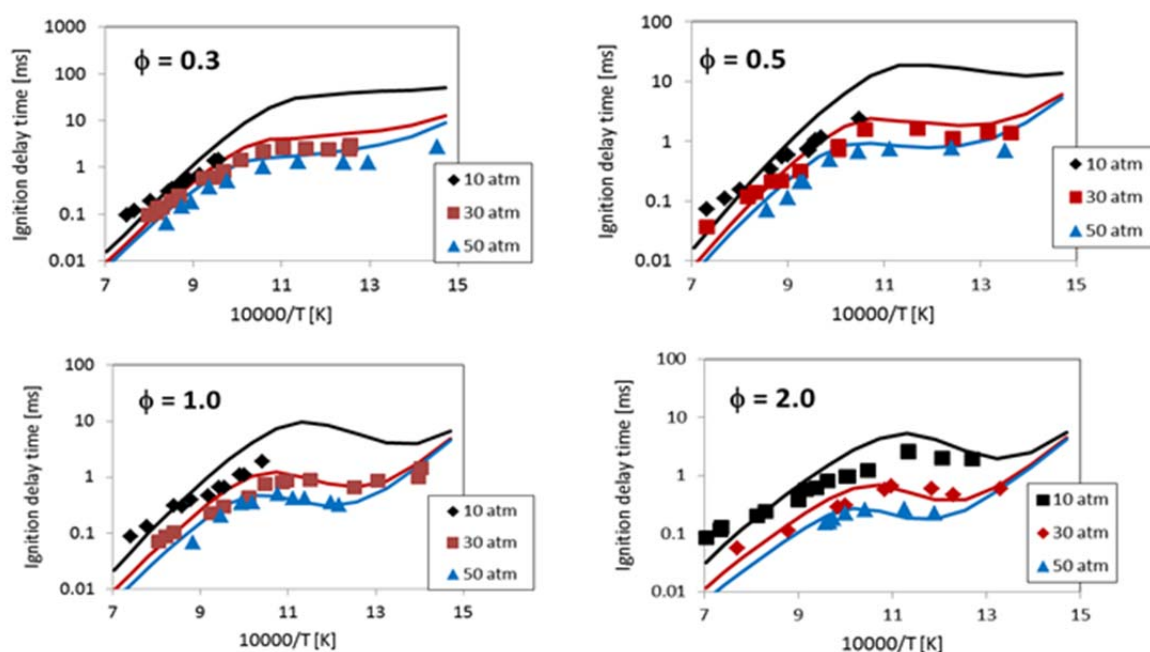 ϕ = 0.3
Ignition delay time [ms]
1000
100
10
1
0.1
0.01
7
9
11
13
15
10000/T [K]
10 atm
30 atm
50 atm
ϕ = 0.5
Ignition delay time [ms]
100
10
1
0.1
0.01
7
9
11
13
15
10000/T [K]
10 atm
30 atm
50 atm
ϕ = 1.0
Ignition delay time [ms]
100
10
1
0.1
0.01
7
9
11
13
15
10000/T [K]
10 atm
30 atm
50 atm
ϕ = 2.0
Ignition delay time [ms]
100
10
1
0.1
0.01
7
9
11
13
15
10000/T [K]
10 atm
30 atm
50 atm